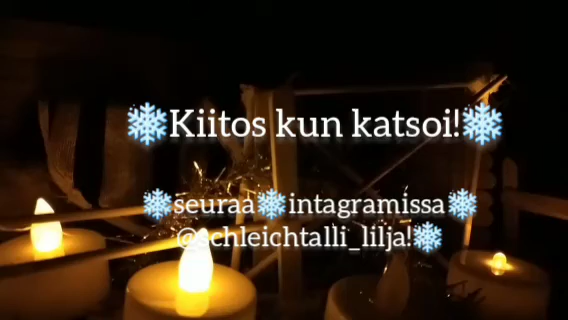 ❄Kiitos kun katsoi!❄
❄seuraa❄intagramissa❄
@schleichtalli_lilja!❄